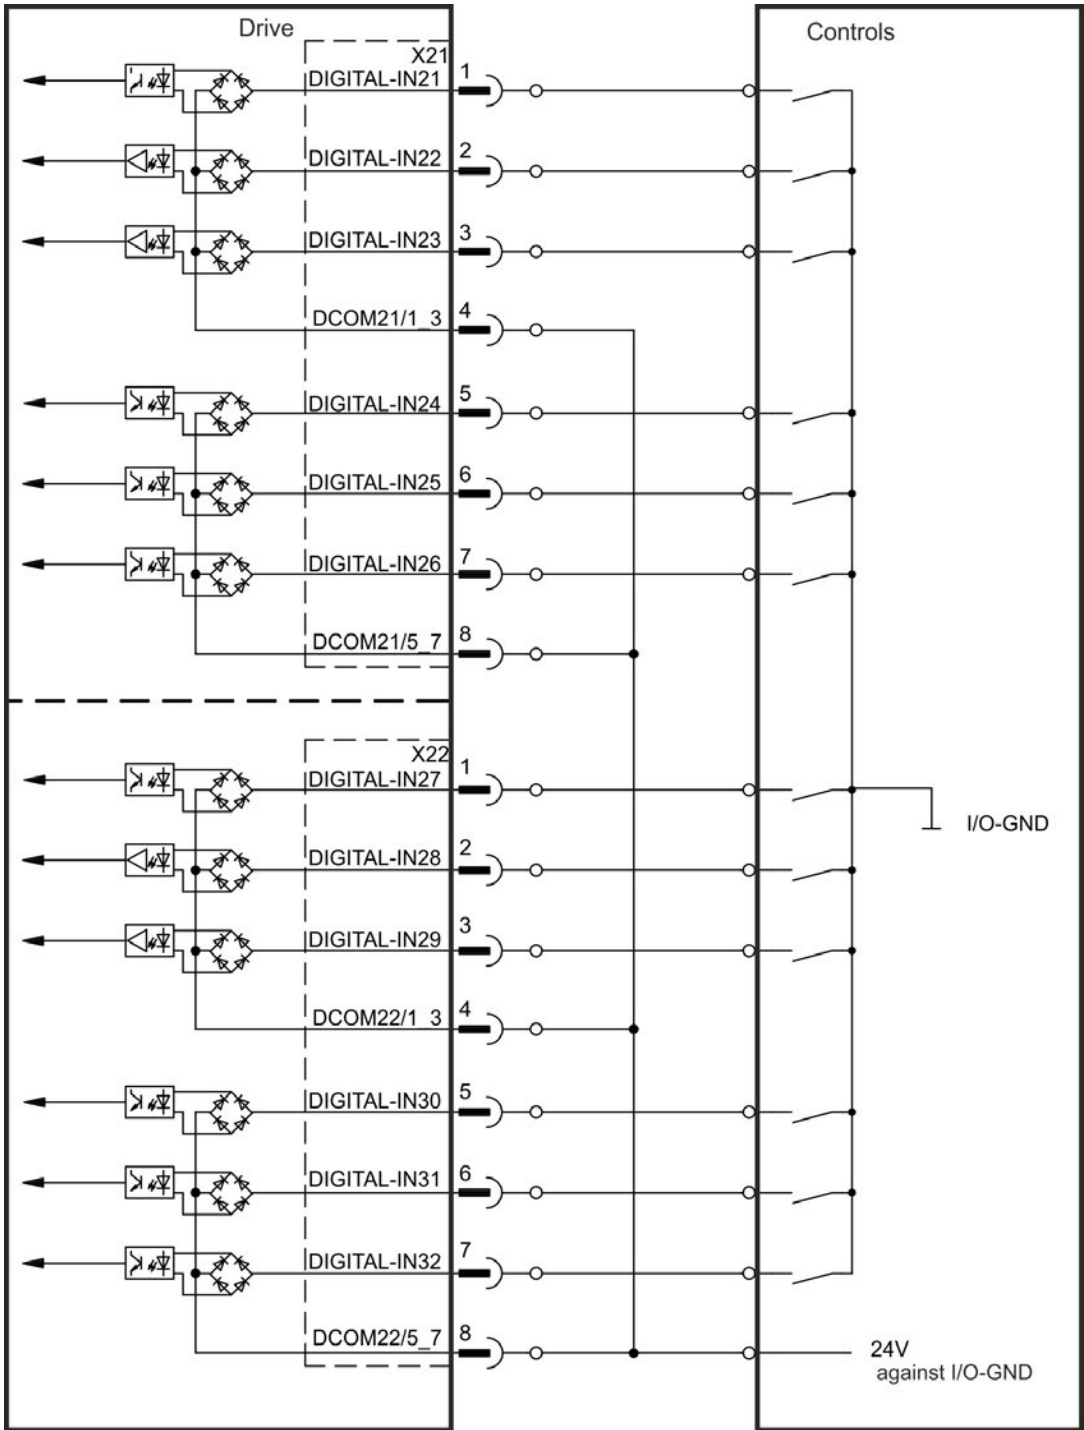 Drive
Controls
X21
DIGITAL-IN21
1
DIGITAL-IN22
2
DIGITAL-IN23
3
DCOM21/1_3
4
DIGITAL-IN24
5
DIGITAL-IN25
6
DIGITAL-IN26
7
DCOM21/5_7
8
X22
DIGITAL-IN27
1
I/O-GND
DIGITAL-IN28
2
DIGITAL-IN29
3
DCOM22/1_3
4
DIGITAL-IN30
5
DIGITAL-IN31
6
DIGITAL-IN32
7
DCOM22/5_7
8
24V
against I/O-GND